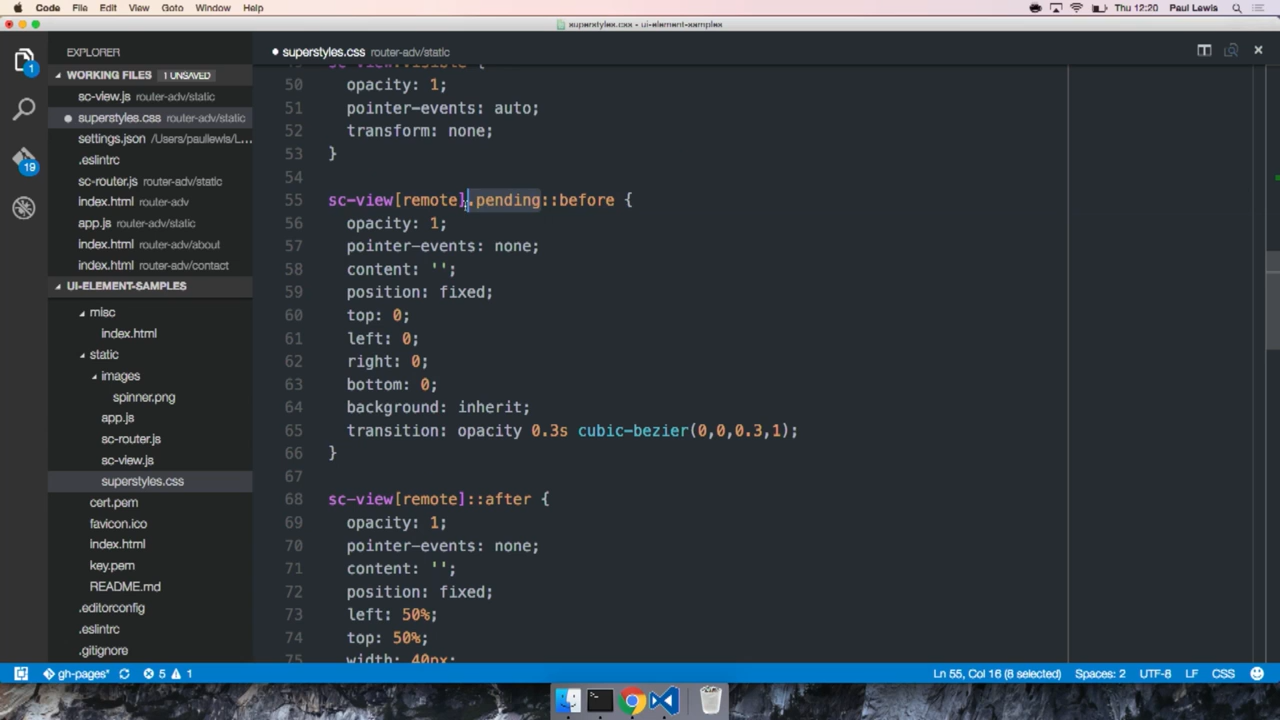 Code File Edit View Goto Window Help
Thu 12:20 Paul Lewis
superstyles.css - ui-element-samples
EXPLORER
WORKING FILES 1 UNSAVED
sc-view.js router-adv/static
superstyles.css router-adv/static
settings.json /Users/paullewis/L...
.eslintrc
sc-router.js router-adv/static
index.html router-adv
app.js router-adv/static
index.html router-adv/about
index.html router-adv/contact
UI-ELEMENT-SAMPLES
misc
index.html
static
images
spinner.png
app.js
sc-router.js
sc-view.js
superstyles.css
cert.pem
favicon.ico
index.html
key.pem
README.md
.editorconfig
.eslintrc
.gitignore
1
19
superstyles.css router-adv/static
50 opacity: 1;
51 pointer-events: auto;
52 transform: none;
53 }
54
55 sc-view[remote].pending::before {
56 opacity: 1;
57 pointer-events: none;
58 content: '';
59 position: fixed;
60 top: 0;
61 left: 0;
62 right: 0;
63 bottom: 0;
64 background: inherit;
65 transition: opacity 0.3s cubic-bezier(0,0,0.3,1);
66 }
67
68 sc-view[remote]::after {
69 opacity: 1;
70 pointer-events: none;
71 content: '';
72 position: fixed;
73 left: 50%;
74 top: 50%;
75 width: 40px;
gh-pages* 5 1 Ln 55, Col 16 (8 selected) Spaces: 2 UTF-8 LF CSS